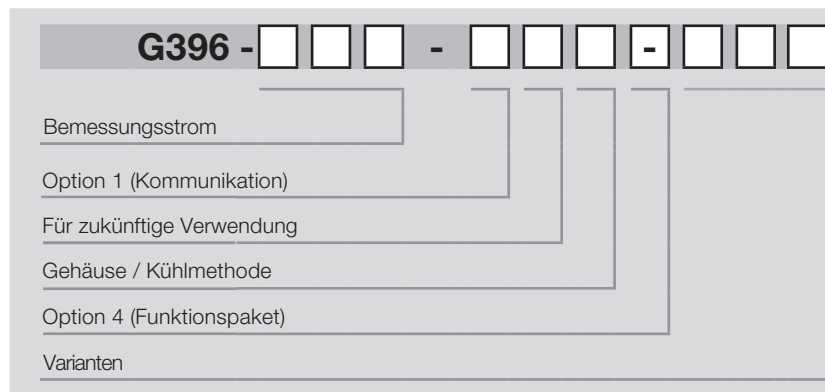 G396 - - -
Bemessungsstrom
Option 1 (Kommunikation)
Für zukünftige Verwendung
Gehäuse / Kühlmethode
Option 4 (Funktionspaket)
Varianten